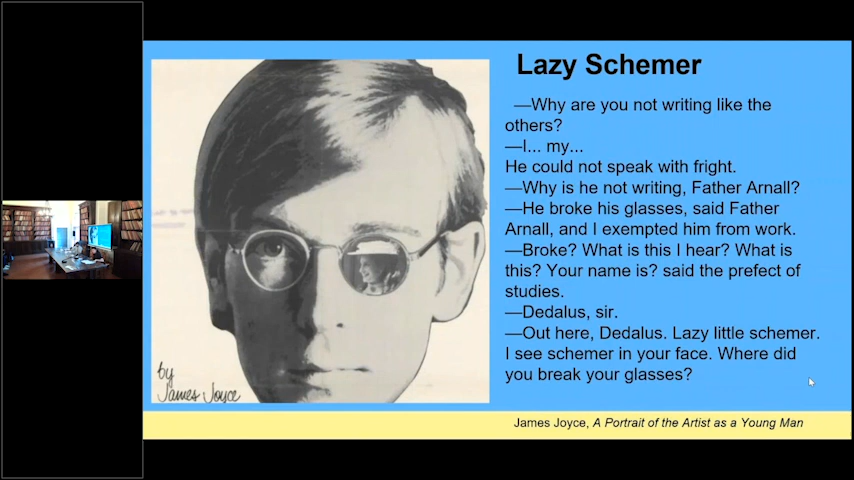 Lazy Schemer
—Why are you not writing like the
others?
—I... my...
He could not speak with fright.
—Why is he not writing, Father Arnall?
—He broke his glasses, said Father
Arnall, and I exempted him from work.
—Broke? What is this I hear? What is
this? Your name is? said the prefect of
studies.
—Dedalus, sir.
—Out here, Dedalus. Lazy little schemer.
I see schemer in your face. Where did
you break your glasses?
by
James Joyce
James Joyce, A Portrait of the Artist as a Young Man